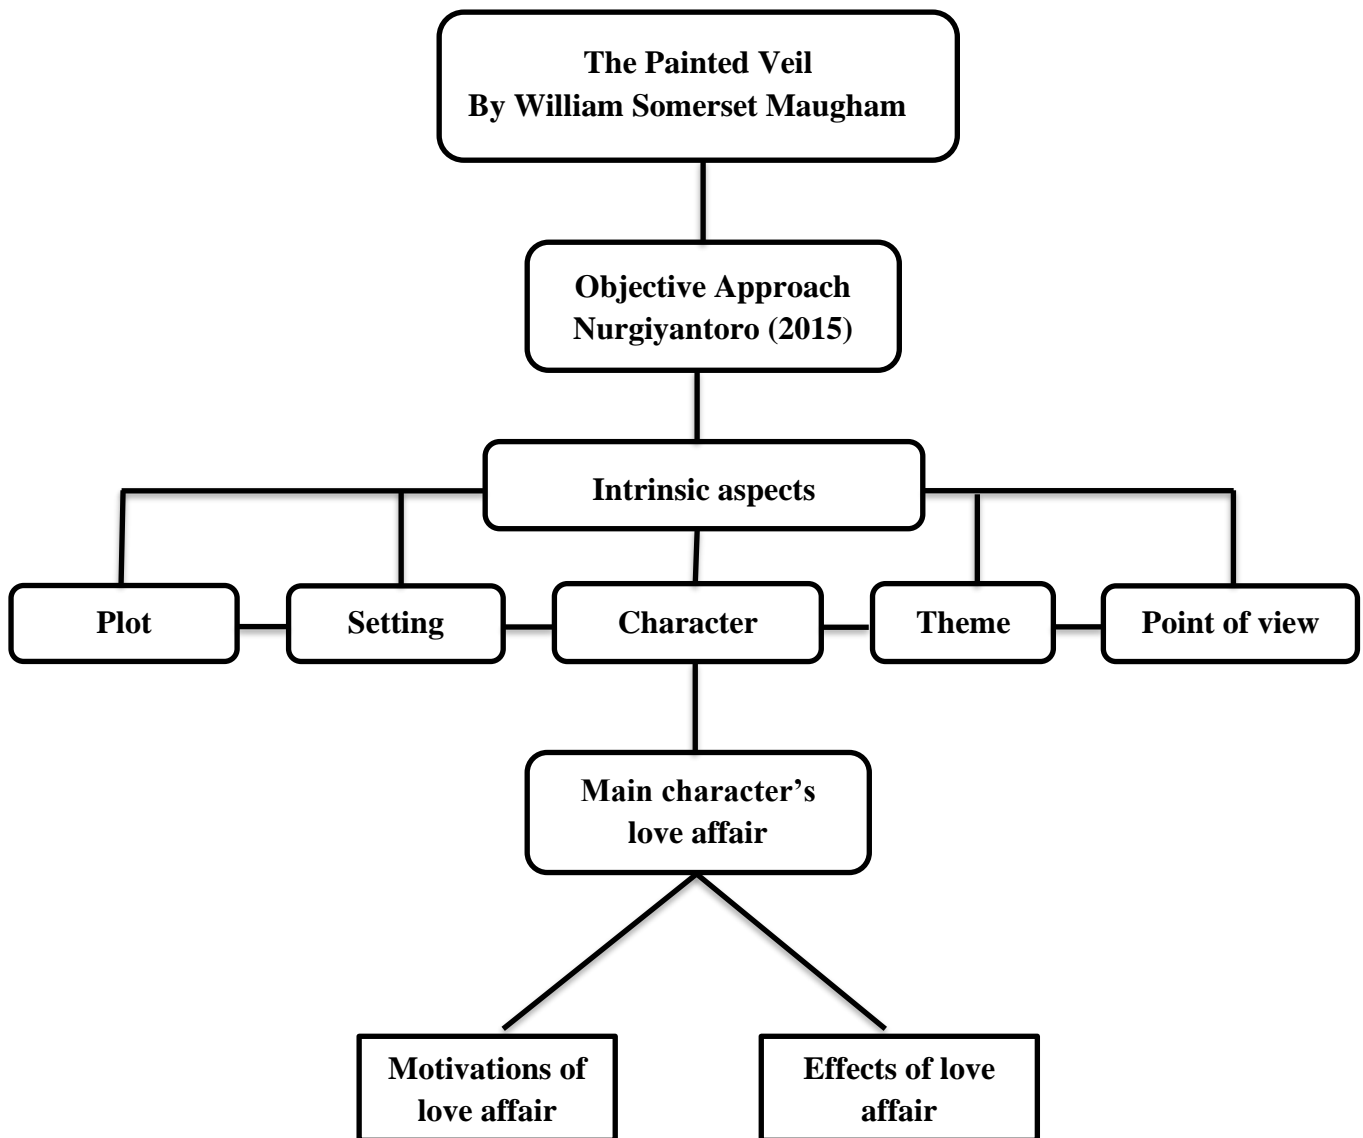 The Painted Veil
By William Somerset Maugham
Objective Approach
Nurgiyantoro (2015)
Intrinsic aspects
Plot
Setting
Character
Theme
Point of view
Main character’s
love affair
Motivations of
love affair
Effects of love
affair